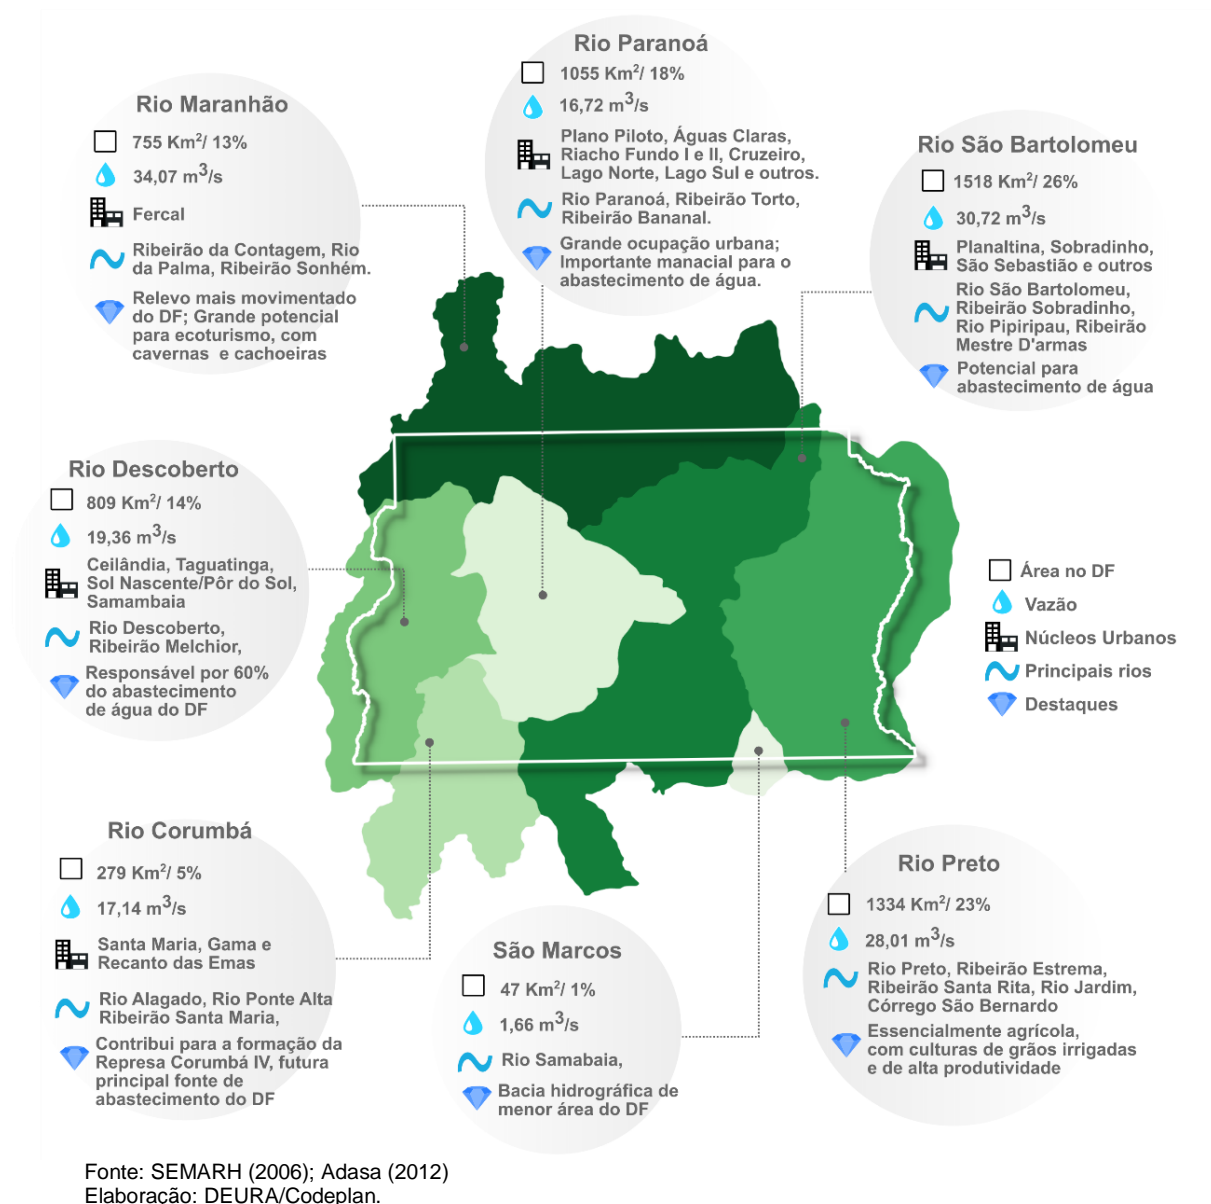 Rio Paranoá
1055 Km²/ 18%
16,72 m³/s
Plano Piloto, Águas Claras,
Riacho Fundo I e II, Cruzeiro,
Lago Norte, Lago Sul e outros.
Rio Paranoá, Ribeirão Torto,
Ribeirão Bananal.
Grande ocupação urbana;
Importante manacial para o
abastecimento de água.
Rio Maranhão
755 Km²/ 13%
34,07 m³/s
Fercal
Ribeirão da Contagem, Rio
da Palma, Ribeirão Sonhém.
Relevo mais movimentado
do DF; Grande potencial
para ecoturismo, com
cavernas e cachoeiras
Rio São Bartolomeu
1518 Km²/ 26%
30,72 m³/s
Planaltina, Sobradinho,
São Sebastião e outros
Rio São Bartolomeu,
Ribeirão Sobradinho,
Rio Pipiripau, Ribeirão
Mestre D'armas
Potencial para
abastecimento de água
Rio Descoberto
809 Km²/ 14%
19,36 m³/s
Ceilândia, Taguatinga,
Sol Nascente/Pôr do Sol,
Samambaia
Rio Descoberto,
Ribeirão Melchior,
Responsável por 60%
do abastecimento
de água do DF
Área no DF
Vazão
Núcleos Urbanos
Principais rios
Destaques
Rio Corumbá
279 Km²/ 5%
17,14 m³/s
Santa Maria, Gama e
Recanto das Emas
Rio Alagado, Rio Ponte Alta
Ribeirão Santa Maria,
Contribui para a formação da
Represa Corumbá IV, futura
principal fonte de
abastecimento do DF
São Marcos
47 Km²/ 1%
1,66 m³/s
Rio Samabaia,
Bacia hidrográfica de
menor área do DF
Rio Preto
1334 Km²/ 23%
28,01 m³/s
Rio Preto, Ribeirão Estrema,
Ribeirão Santa Rita, Rio Jardim,
Córrego São Bernardo
Essencialmente agrícola,
com culturas de grãos irrigadas
e de alta produtividade
Fonte: SEMARH (2006); Adasa (2012)
Elaboração: DEURA/Codeplan.